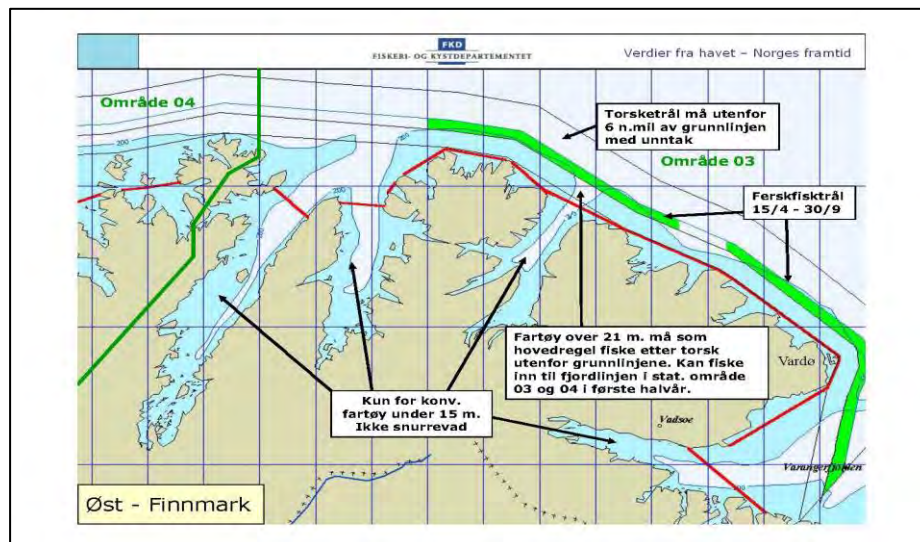 FKD
FISKERI- OG KYSTDEPARTEMENTET
Verdier fra havet – Norges framtid
Område 04
Torsketrål må utenfor
6 n.mil av grunnlinjen
med unntak
Område 03
Ferskfisktrål
15/4 - 30/9
Fartøy over 21 m. må som
hovedregel fiske etter torsk
utenfor grunnlinjene. Kan fiske
inn til fjordlinjen i stat. område
03 og 04 i første halvår.
Vardø
Kun for konv.
fartøy under 15 m.
Ikke snurrevad
Vadsoe
Varangerfjorden
Øst - Finnmark